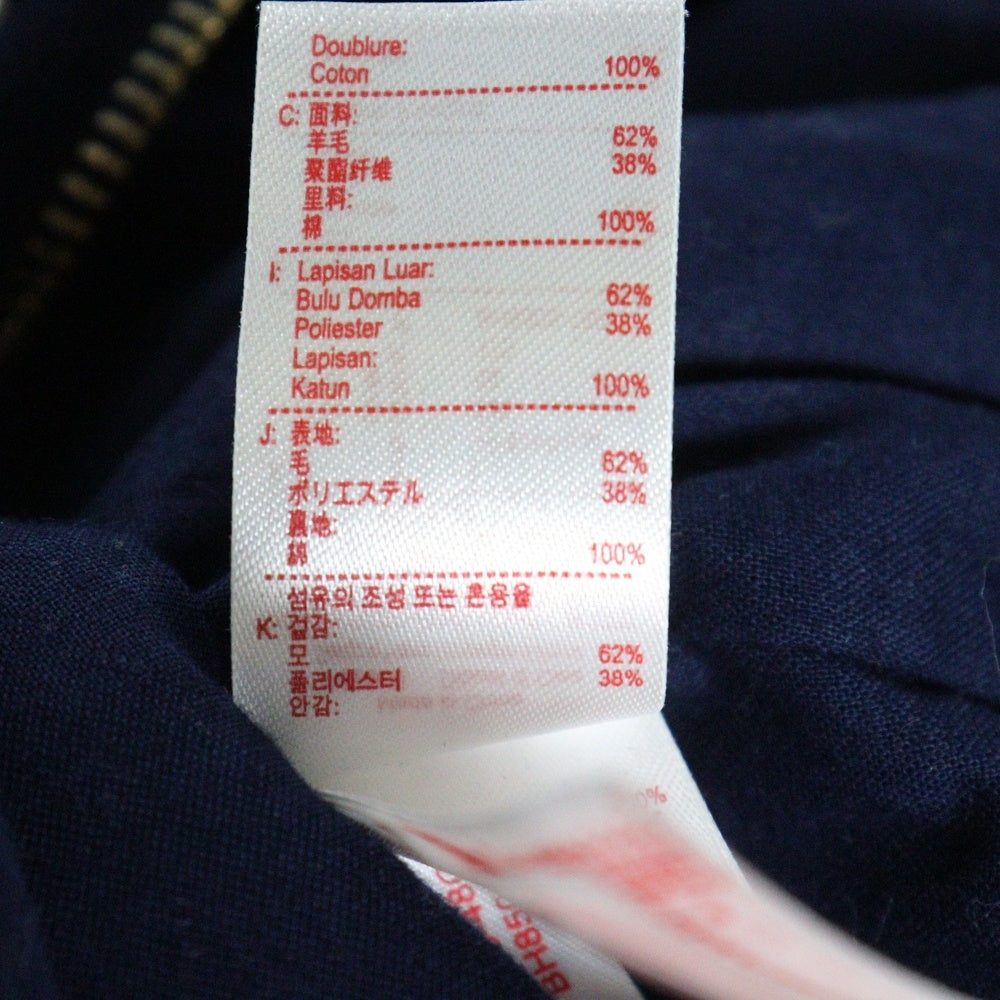 Doublure:
Coton 100%
C: 面料:
羊毛 62%
聚酯纤维 38%
里料:
棉 100%
I: Lapisan Luar:
Bulu Domba 62%
Poliester 38%
Lapisan:
Katun 100%
J: 表地:
毛 62%
ポリエステル 38%
裏地:
綿 100%
섬유의 조성 또는 혼용율
K: 겉감:
모 62%
폴리에스터 38%
안감: